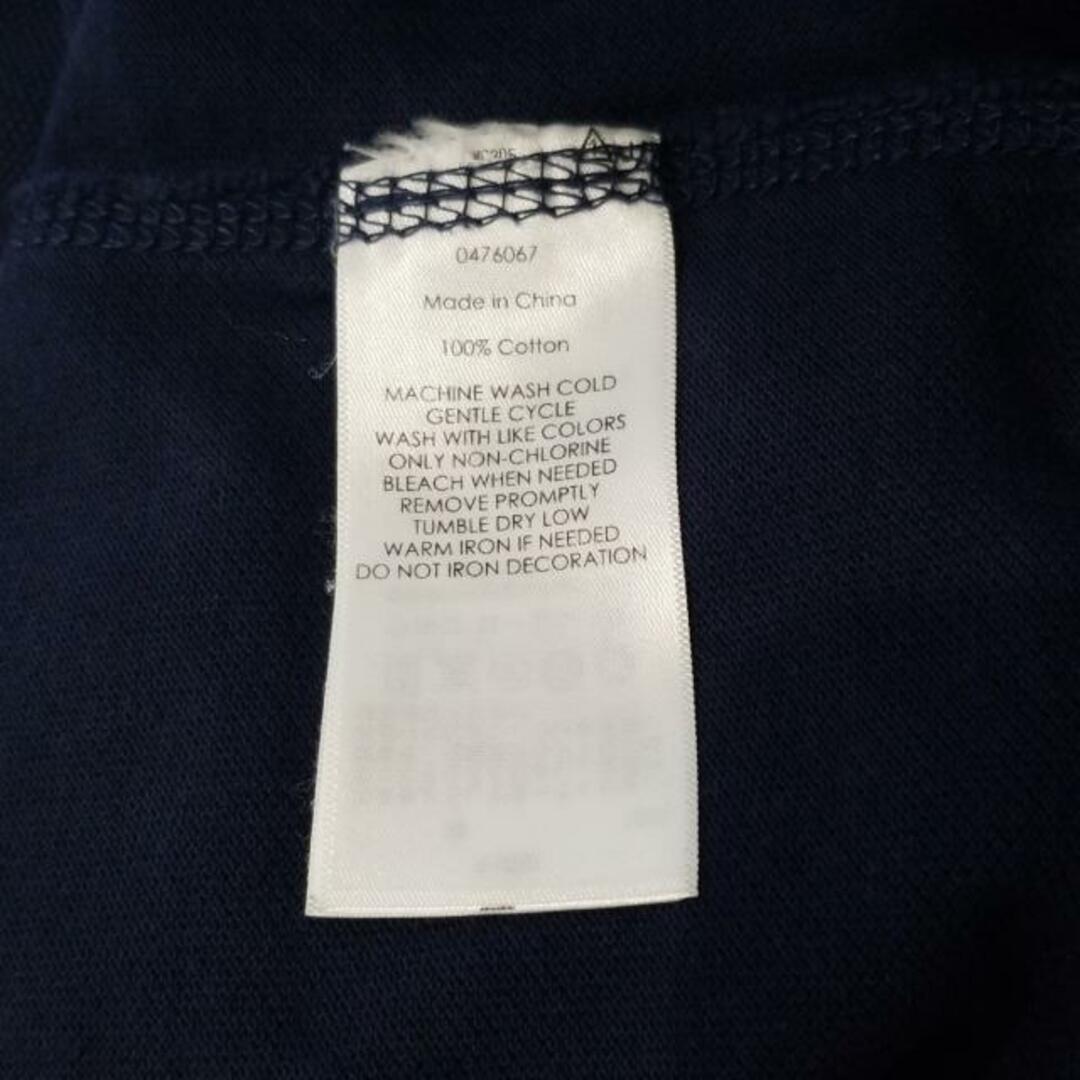 0476067
Made in China
100% Cotton
MACHINE WASH COLD
GENTLE CYCLE
WASH WITH LIKE COLORS
ONLY NON-CHLORINE
BLEACH WHEN NEEDED
REMOVE PROMPTLY
TUMBLE DRY LOW
WARM IRON IF NEEDED
DO NOT IRON DECORATION